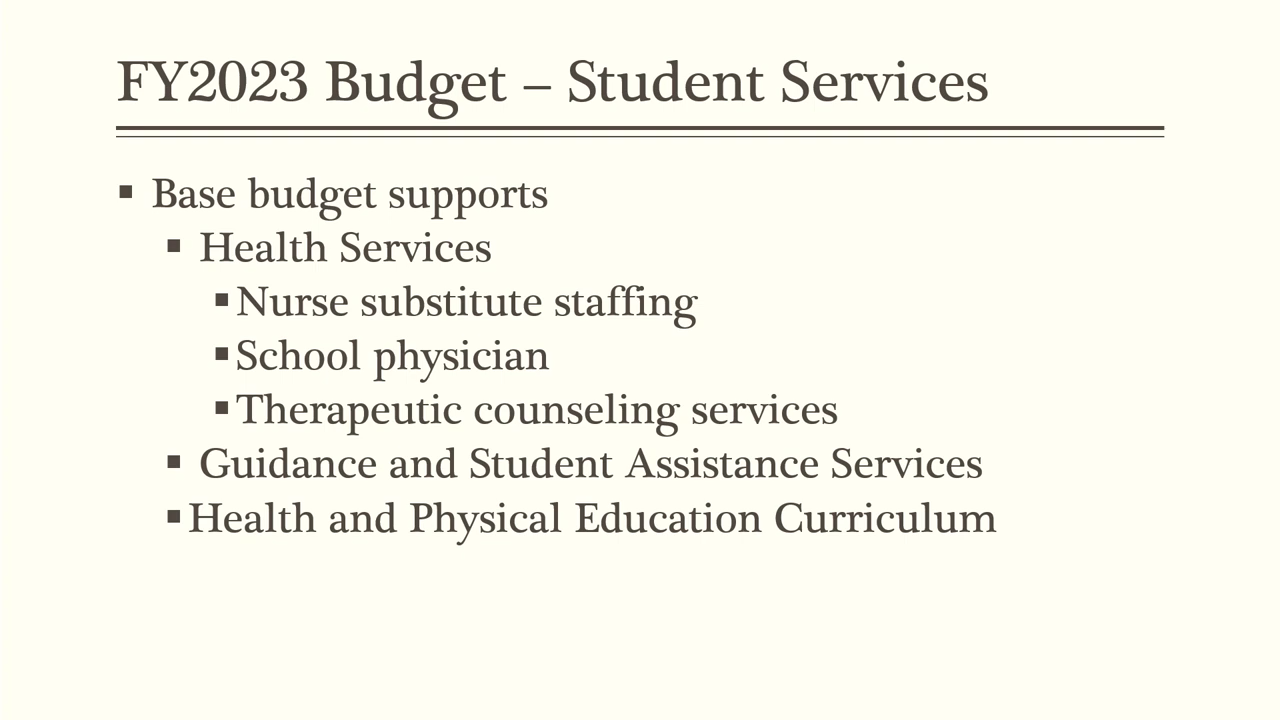 FY2023 Budget – Student Services
▪ Base budget supports
▪ Health Services
▪ Nurse substitute staffing
▪ School physician
▪ Therapeutic counseling services
▪ Guidance and Student Assistance Services
▪ Health and Physical Education Curriculum